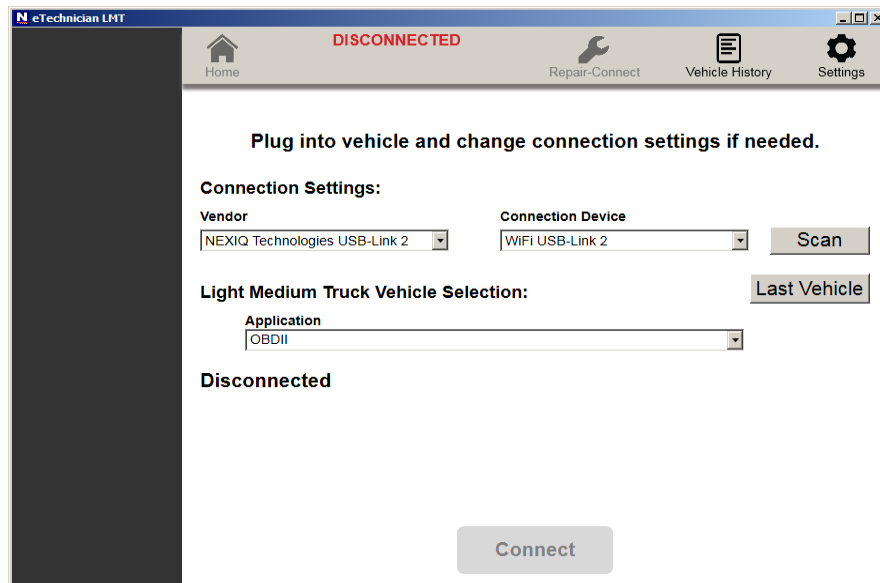 N eTechnician LMT
DISCONNECTED
Home
Repair-Connect
Vehicle History
Settings
Plug into vehicle and change connection settings if needed.
Connection Settings:
Vendor
Connection Device
NEXIQ Technologies USB-Link 2
WiFi USB-Link 2
Scan
Last Vehicle
Light Medium Truck Vehicle Selection:
Application
OBDII
Disconnected
Connect